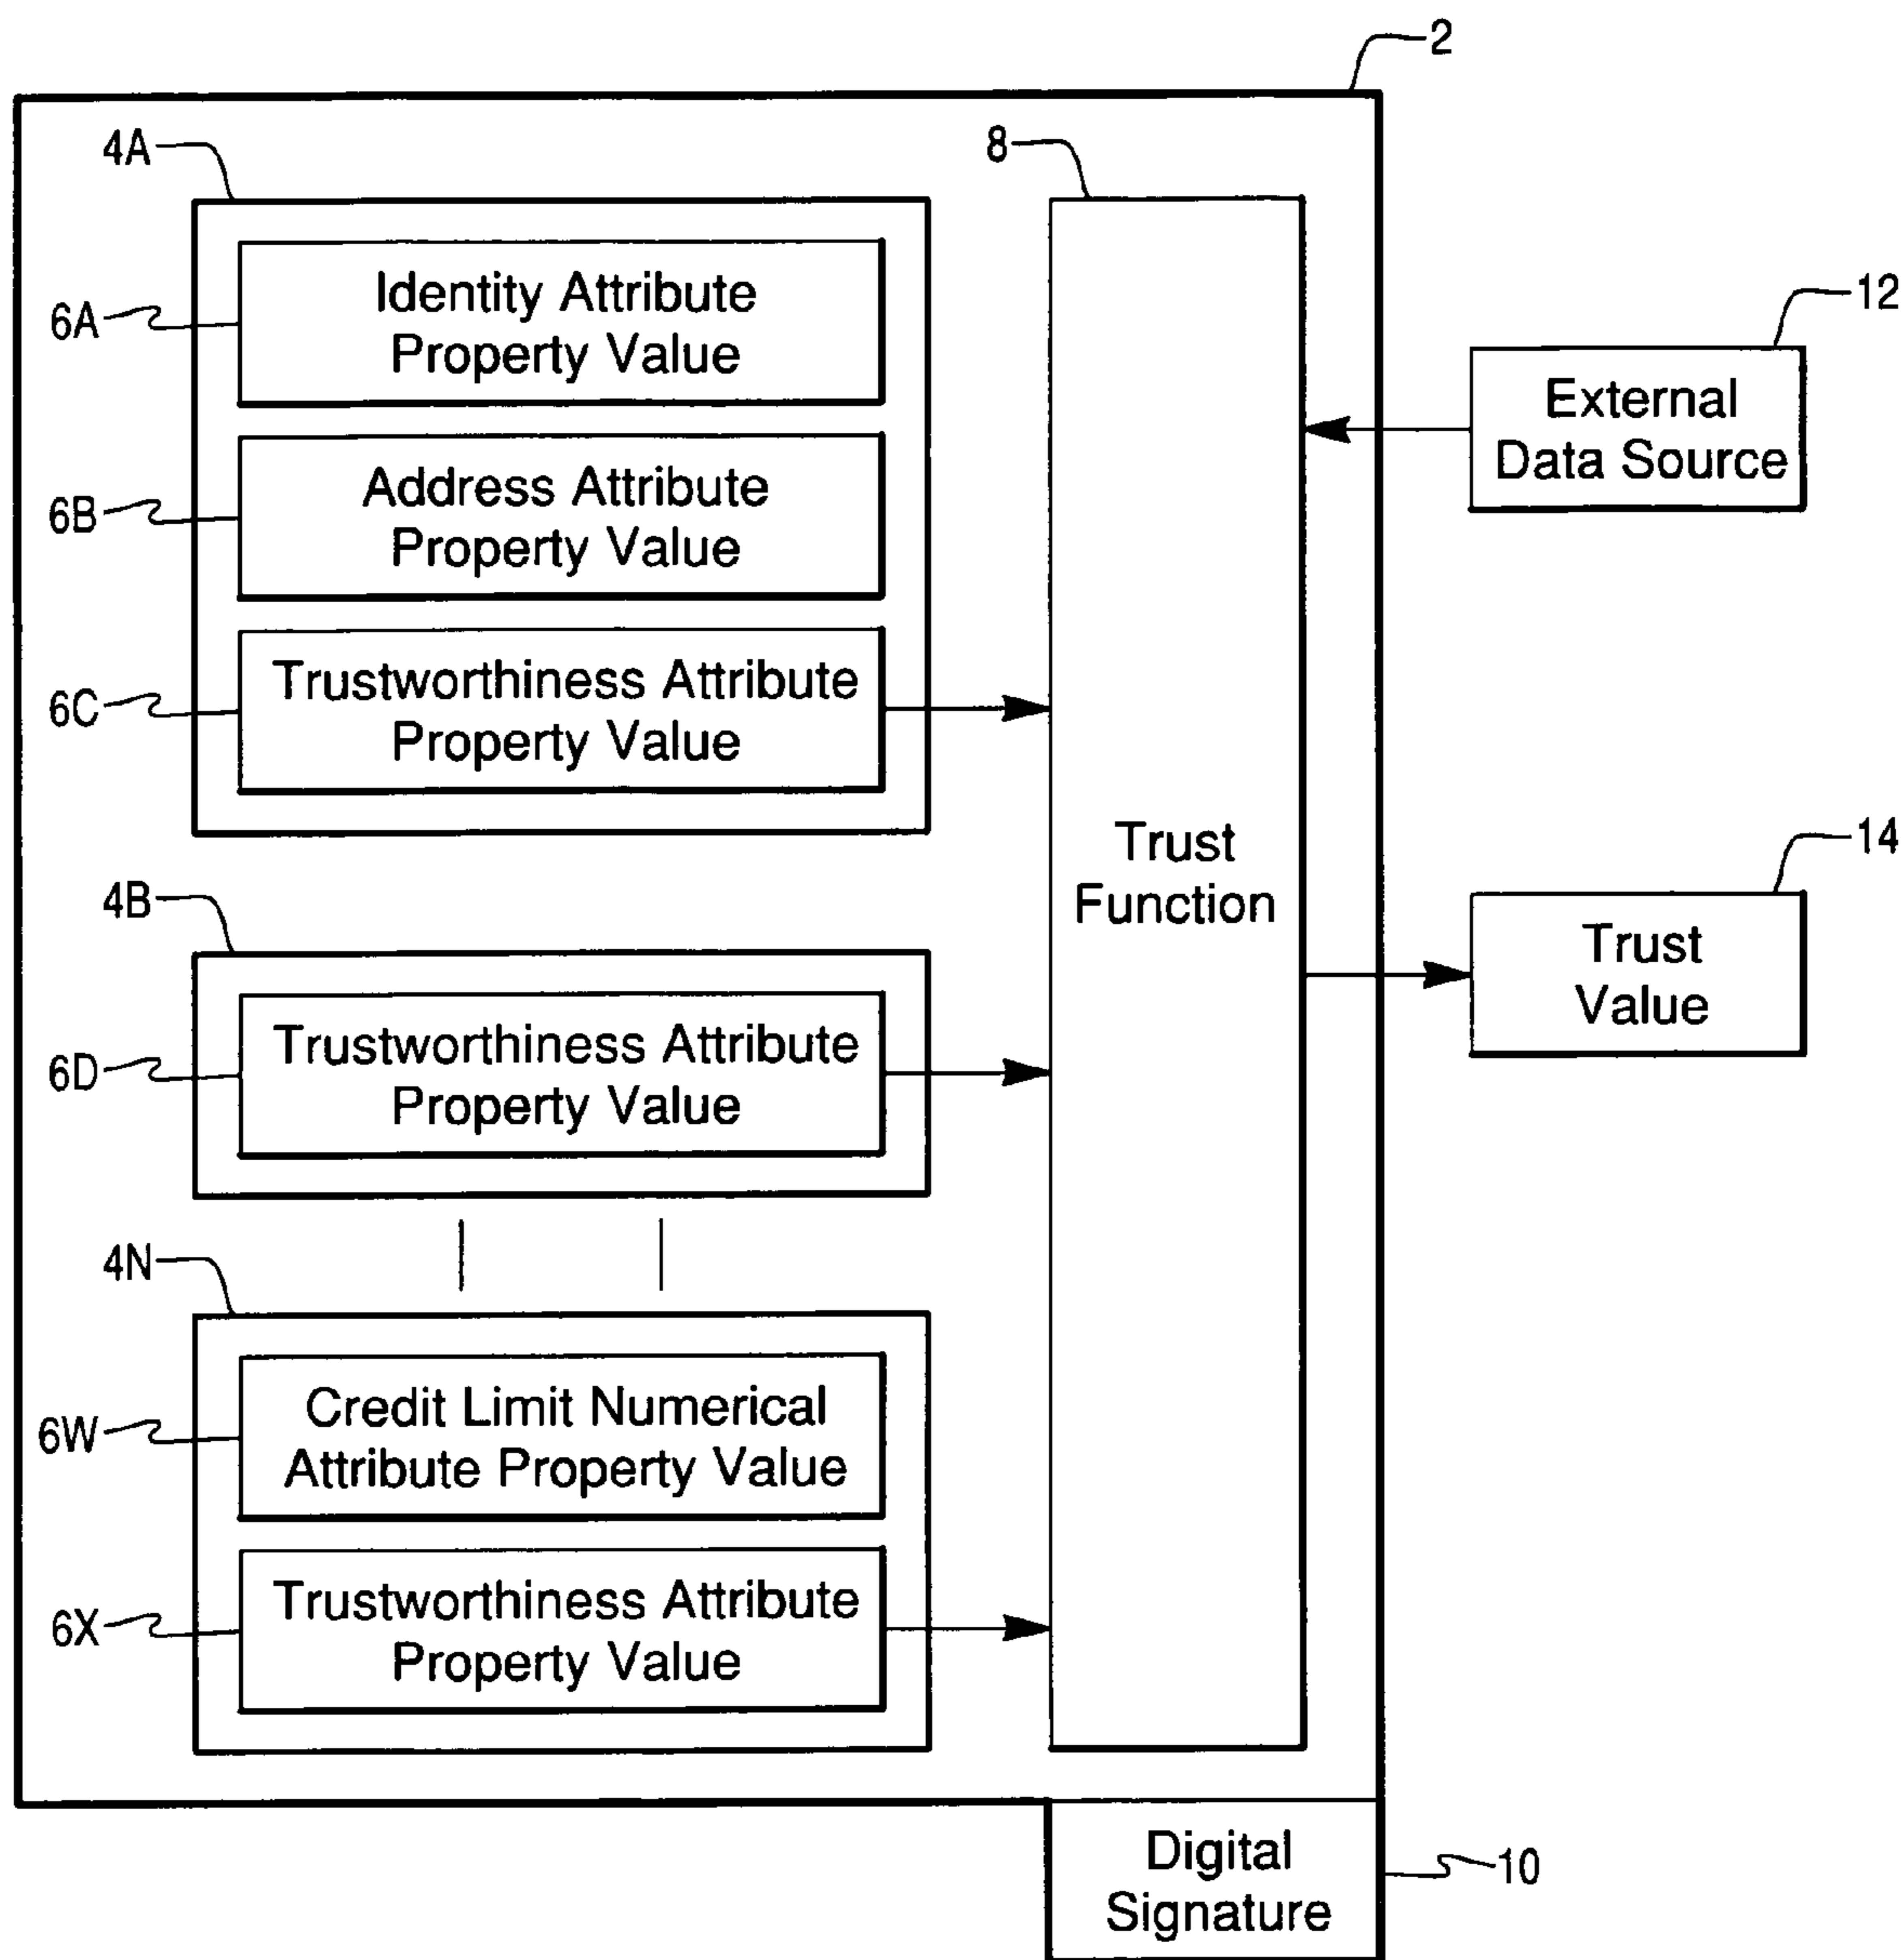 2
4A
8
6A
Identity Attribute
Property Value
12
External
Data Source
6B
Address Attribute
Property Value
6C
Trustworthiness Attribute
Property Value
Trust
Function
14
Trust
Value
4B
6D
Trustworthiness Attribute
Property Value
4N
6W
Credit Limit Numerical
Attribute Property Value
6X
Trustworthiness Attribute
Property Value
Digital
Signature
10